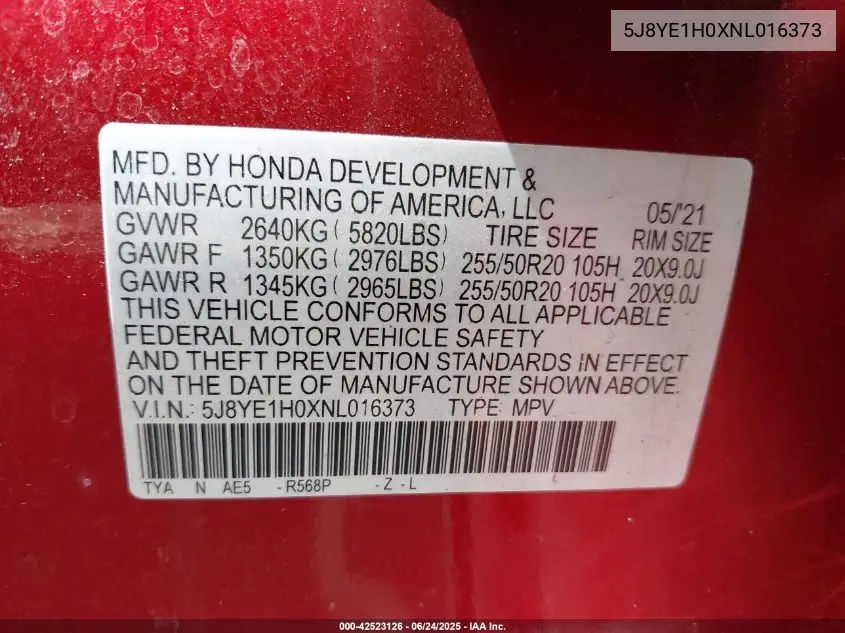 5J8YE1H0XNL016373
MFD. BY HONDA DEVELOPMENT &
MANUFACTURING OF AMERICA, LLC 05/'21
GVWR 2640KG ( 5820LBS) TIRE SIZE RIM SIZE
GAWR F 1350KG ( 2976LBS) 255/50R20 105H 20X9.0J
GAWR R 1345KG ( 2965LBS) 255/50R20 105H 20X9.0J
THIS VEHICLE CONFORMS TO ALL APPLICABLE
FEDERAL MOTOR VEHICLE SAFETY
AND THEFT PREVENTION STANDARDS IN EFFECT
ON THE DATE OF MANUFACTURE SHOWN ABOVE.
V.I.N.: 5J8YE1H0XNL016373 TYPE: MPV
TYA N AE5 -R568P -Z-L
000-42523126 - 06/24/2025 - IAA Inc.